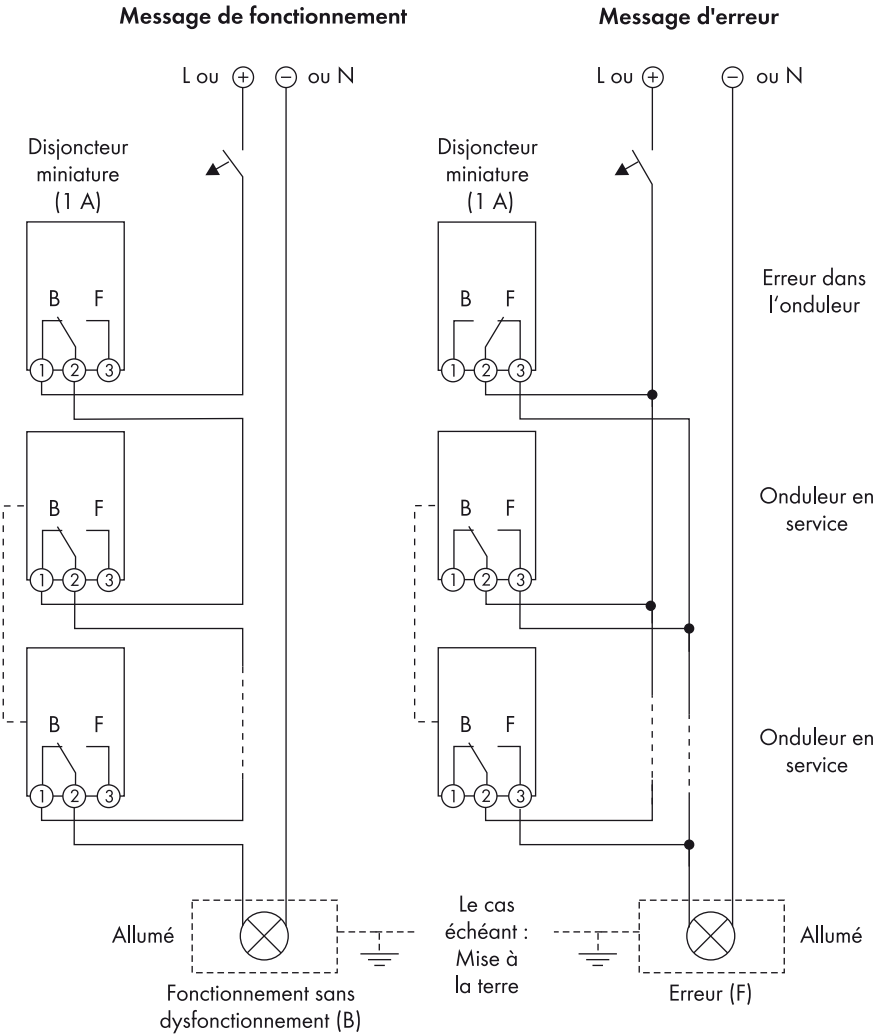 Message de fonctionnement
Message d'erreur
L ou + − ou N
L ou + − ou N
Disjoncteur
miniature
(1 A)
Disjoncteur
miniature
(1 A)
B F
1 2 3
B F
1 2 3
Erreur dans
l'onduleur
B F
1 2 3
B F
1 2 3
Onduleur en
service
B F
1 2 3
B F
1 2 3
Onduleur en
service
Allumé
Le cas
échéant :
Mise à
la terre
Allumé
Fonctionnement sans
dysfonctionnement (B)
Erreur (F)